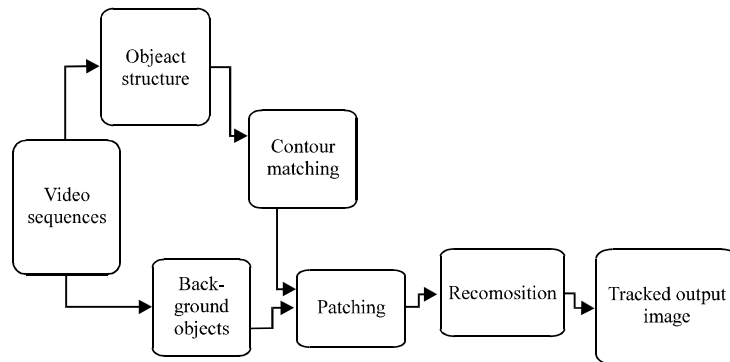 Objeact
structure
Contour
matching
Video
sequences
Back-
ground
objects
Patching
Recomosition
Tracked output
image